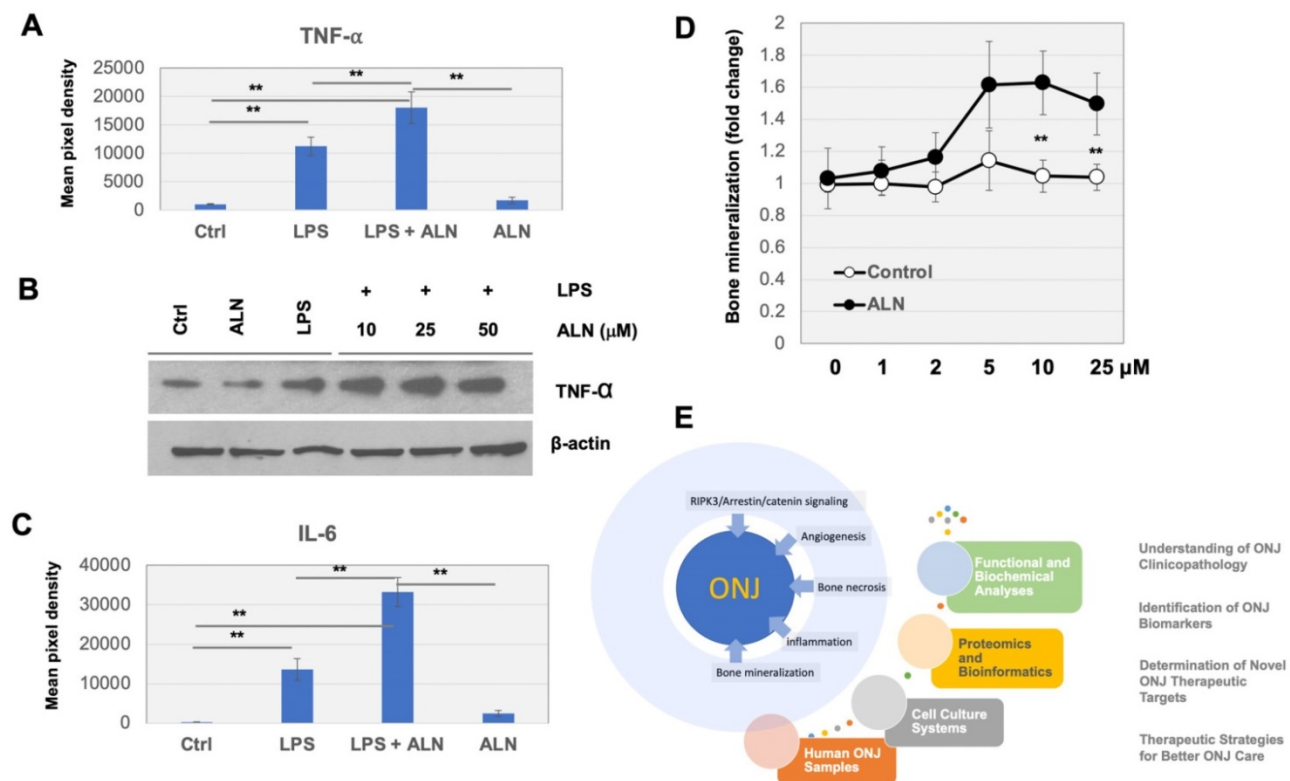 A
TNF-α
Mean pixel density
25000
20000
15000
10000
5000
0
**
**
**
**
Ctrl
LPS
LPS + ALN
ALN
B
Ctrl
ALN
LPS
+
+
+
LPS
10
25
50
ALN (µM)
TNF-α
β-actin
C
IL-6
Mean pixel density
40000
30000
20000
10000
0
**
**
**
**
Ctrl
LPS
LPS + ALN
ALN
D
Bone mineralization (fold change)
2
1.8
1.6
1.4
1.2
1
0.8
0.6
0.4
0.2
0
**
**
Control
ALN
0
1
2
5
10
25 µM
E
RIPK3/Arrestin/catenin signaling
Angiogenesis
ONJ
Bone necrosis
inflammation
Bone mineralization
Functional and
Biochemical
Analyses
Proteomics
and
Bioinformatics
Cell Culture
Systems
Human ONJ
Samples
Understanding of ONJ
Clinicopathology
Identification of ONJ
Biomarkers
Determination of Novel
ONJ Therapeutic
Targets
Therapeutic Strategies
for Better ONJ Care